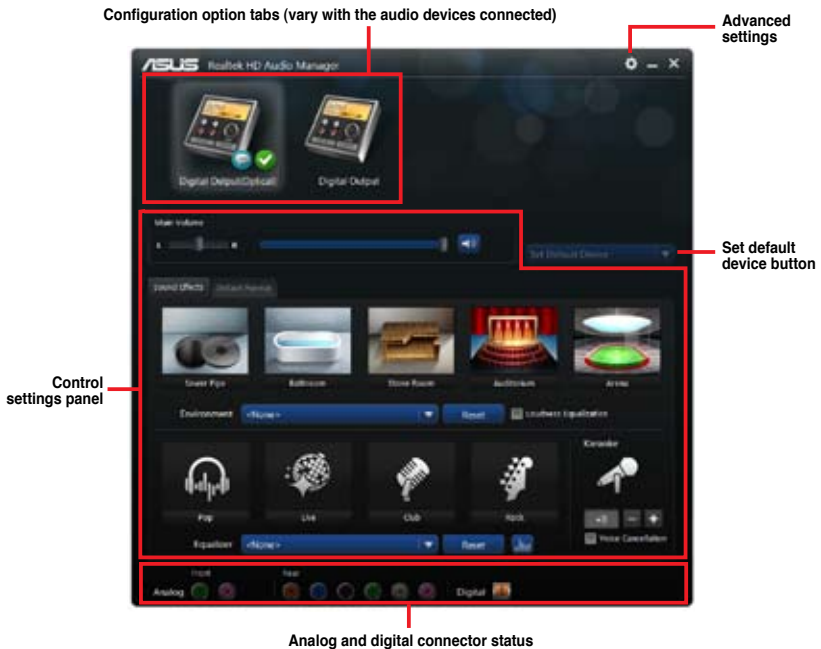 Configuration option tabs (vary with the audio devices connected)
Advanced
settings
ASUS Realtek HD Audio Manager
Digital Output(Optical)
Digital Output
Main Volume
L R
Set Default Device
Set default
device button
Sound Effects Default Format
Control
settings panel
Sewer Pipe
Bathroom
Stone Room
Auditorium
Arena
Environment <None> Reset Loudness Equalization
Karaoke
Pop
Live
Club
Rock
+0
Equalizer <None> Reset Voice Cancellation
Front Rear
Analog Digital
Analog and digital connector status